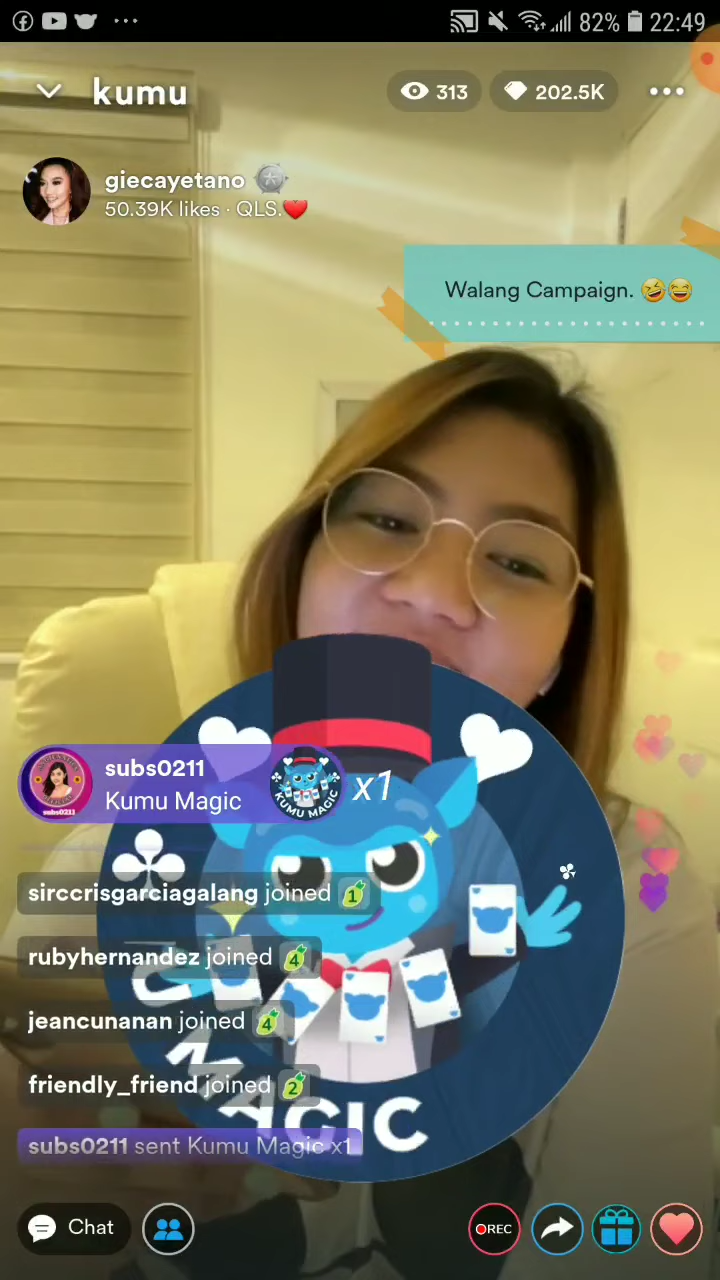 82% 22:49
kumu 313 202.5K
giecayetano
50.39K likes · QLS.❤️
Walang Campaign. 🤣😂
subs0211
Kumu Magic x1
KUMU MAGIC
sirccrisgarciagalang joined 1
rubyhernandez joined 4
jeancunanan joined 4
friendly_friend joined 2
MAGIC
subs0211 sent Kumu Magic x1
Chat REC